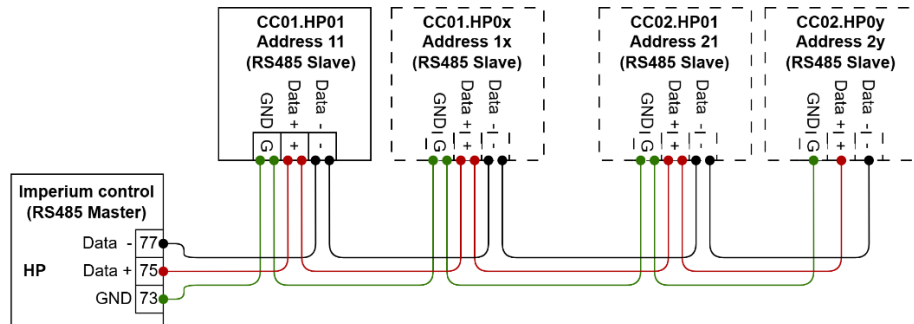 CC01.HP01
Address 11
(RS485 Slave)
GND
Data +
Data -
G
+
-
CC01.HP0x
Address 1x
(RS485 Slave)
GND
Data +
Data -
G
+
-
CC02.HP01
Address 21
(RS485 Slave)
GND
Data +
Data -
G
+
-
CC02.HP0y
Address 2y
(RS485 Slave)
GND
Data +
Data -
G
+
-
Imperium control
(RS485 Master)
Data - 77
HP Data + 75
GND 73